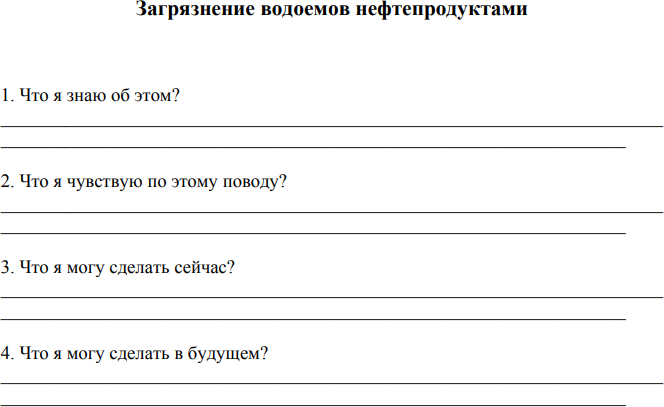 Загрязнение водоемов нефтепродуктами
1. Что я знаю об этом?
2. Что я чувствую по этому поводу?
3. Что я могу сделать сейчас?
4. Что я могу сделать в будущем?